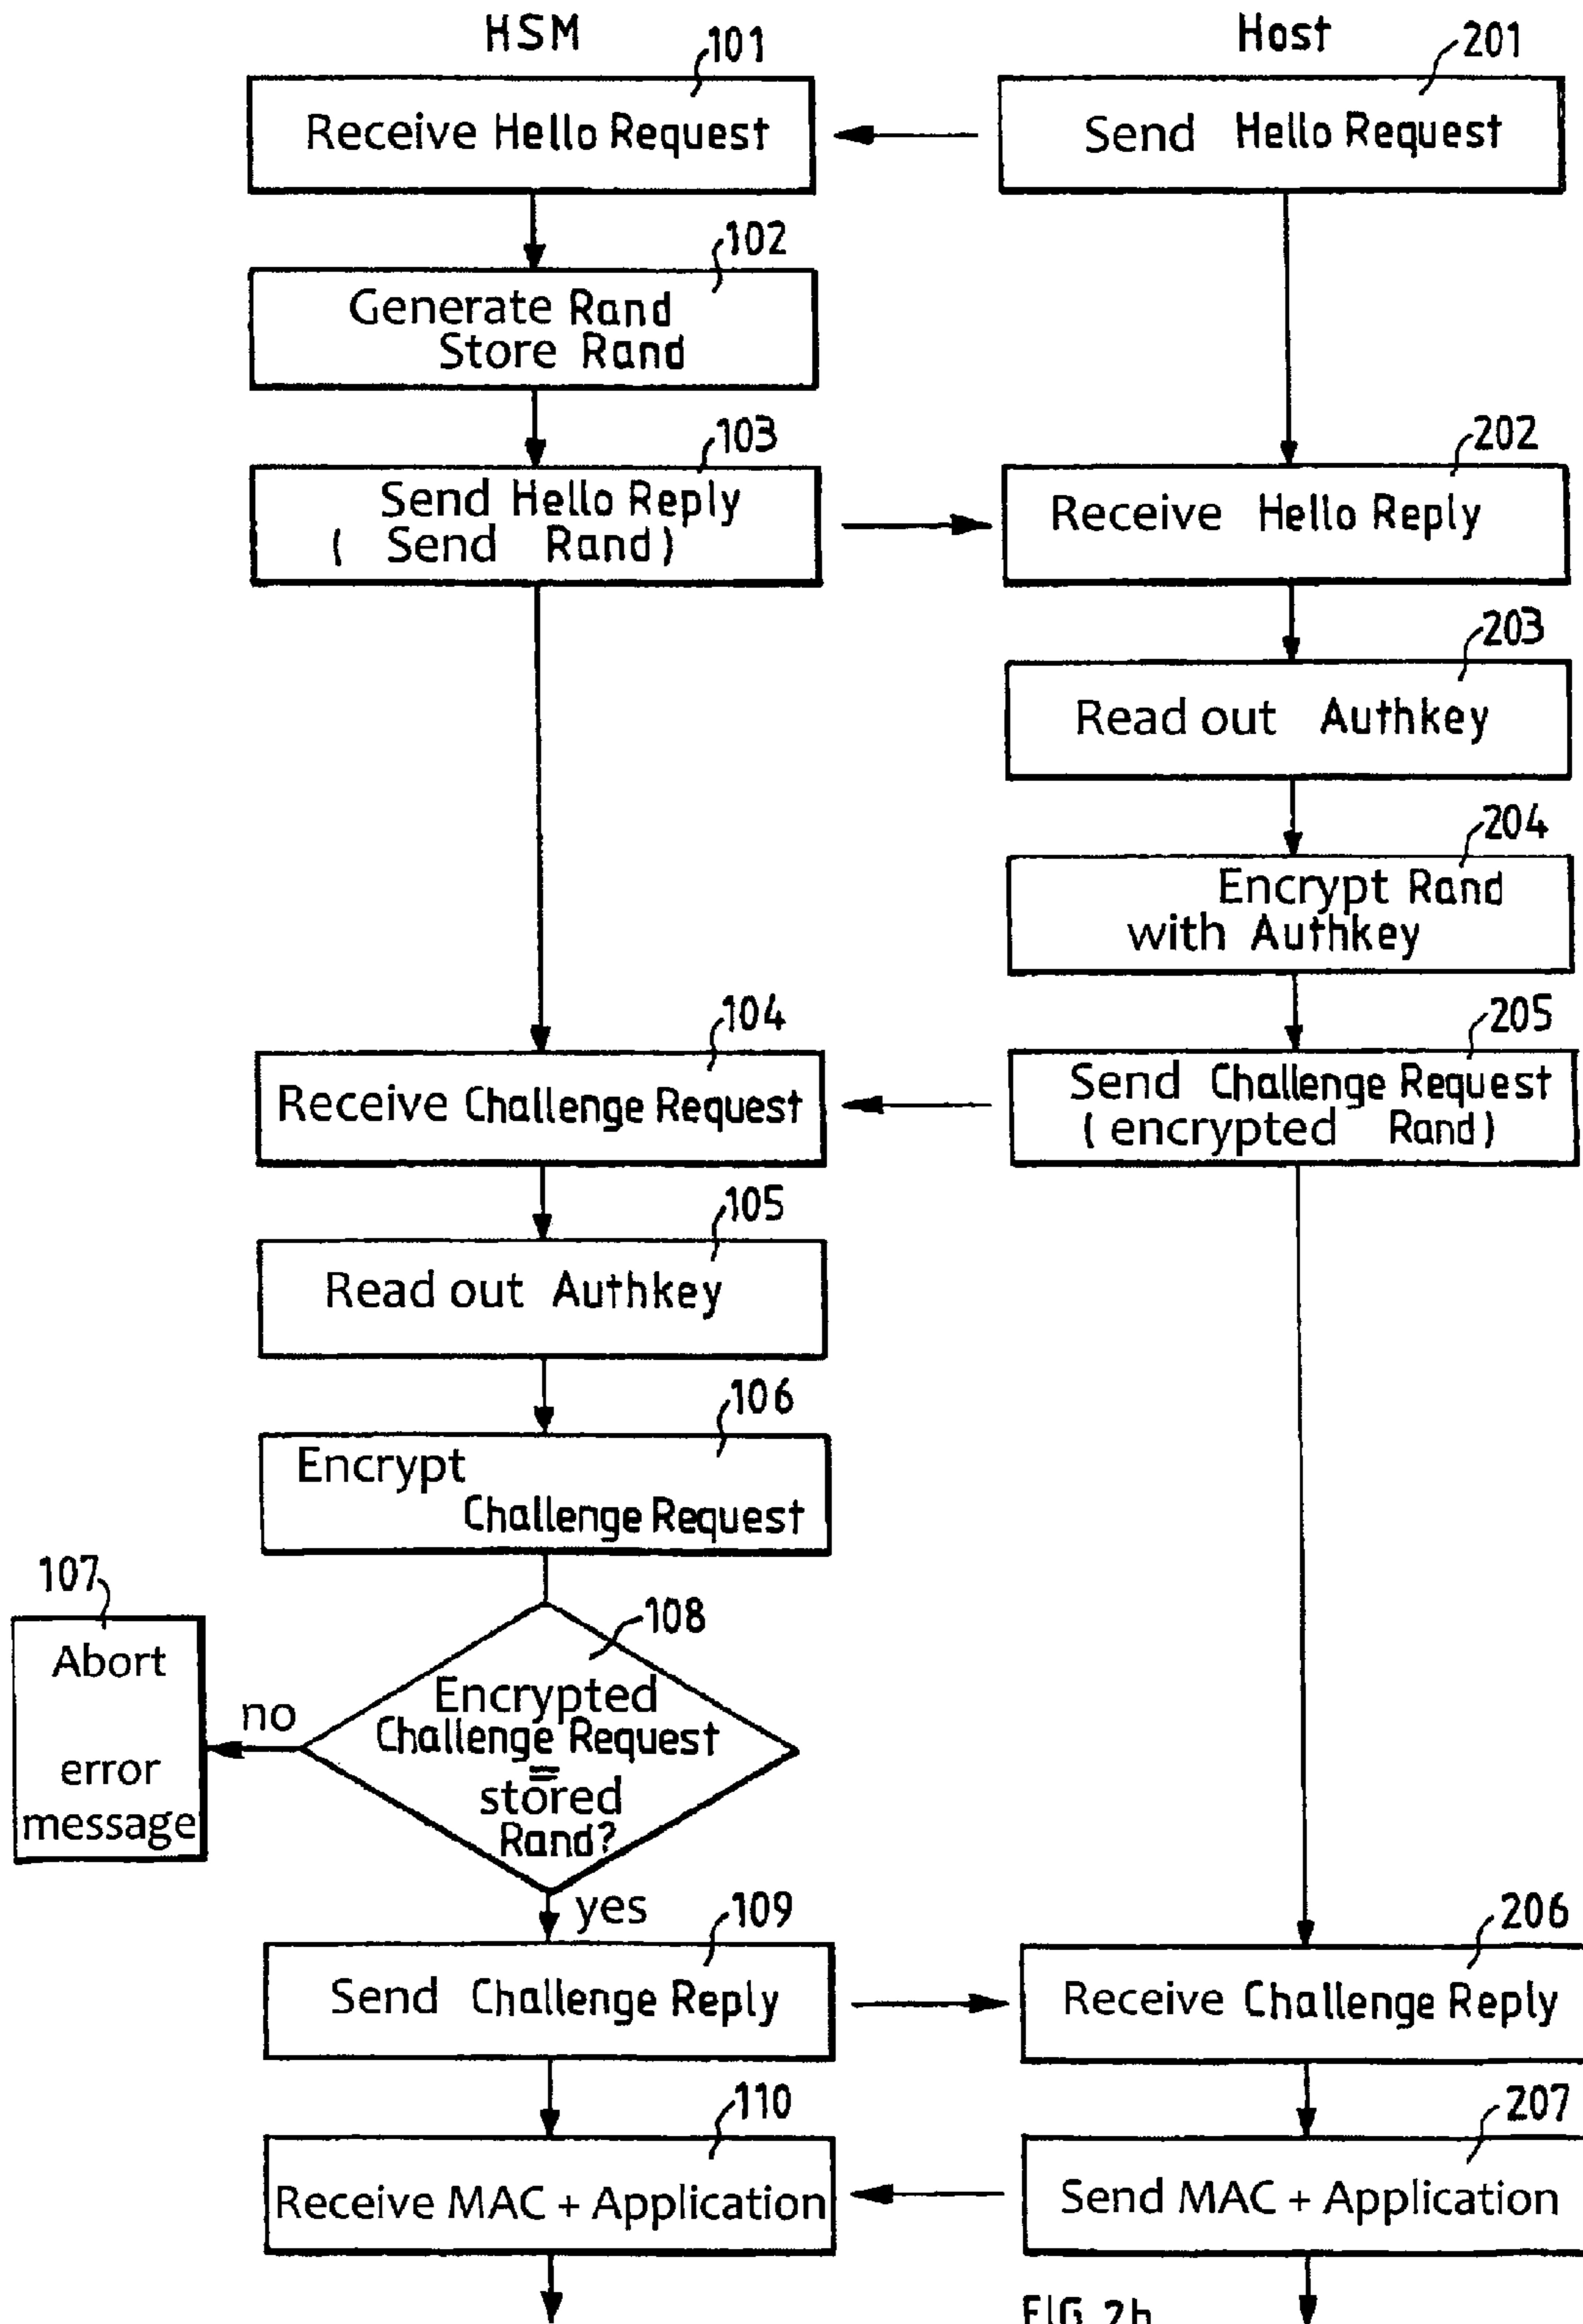 HSM
Host
101
201
Receive Hello Request
Send Hello Request
102
Generate Rand
Store Rand
103
202
Send Hello Reply
( Send Rand)
Receive Hello Reply
203
Read out Authkey
204
Encrypt Rand
with Authkey
104
205
Receive Challenge Request
Send Challenge Request
( encrypted Rand)
105
Read out Authkey
106
Encrypt
Challenge Request
107
Abort
error
message
no
108
Encrypted
Challenge Request
=
stored
Rand?
yes
109
206
Send Challenge Reply
Receive Challenge Reply
110
207
Receive MAC + Application
Send MAC + Application
FIG. 2b